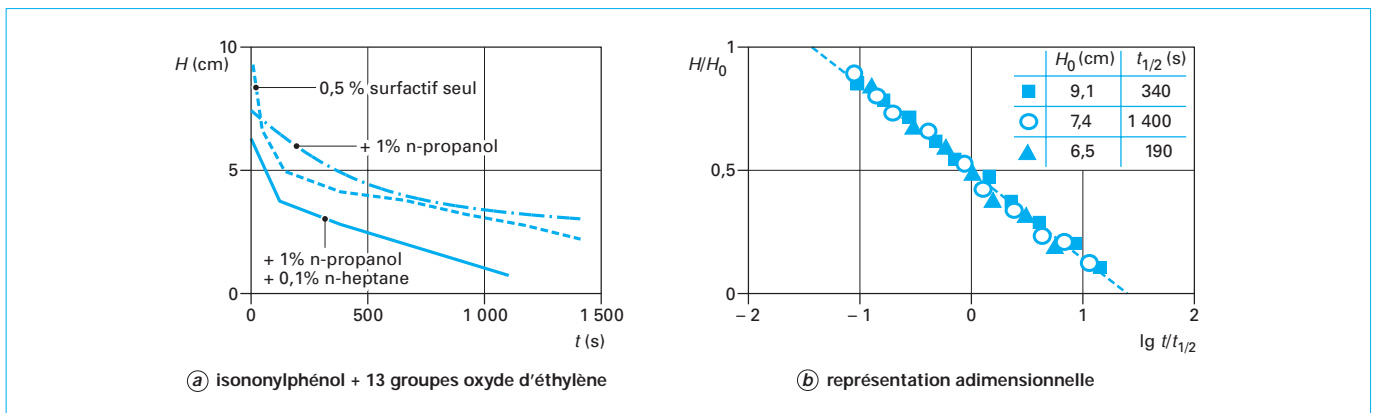 10
H (cm)
0,5 % surfactif seul
+ 1% n-propanol
5
+ 1% n-propanol
+ 0,1% n-heptane
0
0 500 1 000 1 500
t (s)
a isononylphénol + 13 groupes oxyde d'éthylène
1
H/H0
H0 (cm) t1/2 (s)
9,1 340
7,4 1 400
6,5 190
0,5
0
– 2 – 1 0 1 2
lg t/t1/2
b représentation adimensionnelle